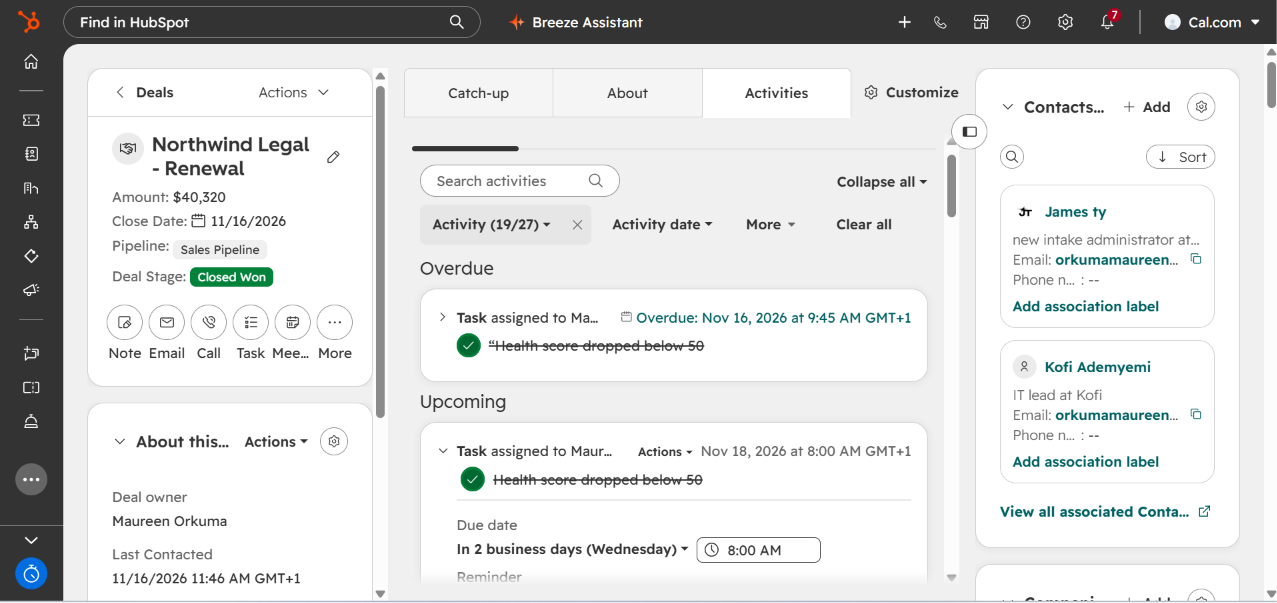 Find in HubSpot
Breeze Assistant
7
Cal.com
Deals
Actions
Northwind Legal
- Renewal
Amount: $40,320
Close Date: 11/16/2026
Pipeline: Sales Pipeline
Deal Stage: Closed Won
Note Email Call Task Mee... More
About this...
Actions
Deal owner
Maureen Orkuma
Last Contacted
11/16/2026 11:46 AM GMT+1
Catch-up
About
Activities
Customize
Search activities
Collapse all
Activity (19/27)
Activity date
More
Clear all
Overdue
Task assigned to Ma... Overdue: Nov 16, 2026 at 9:45 AM GMT+1
“Health score dropped below 50
Upcoming
Task assigned to Maur... Actions Nov 18, 2026 at 8:00 AM GMT+1
Health score dropped below 50
Due date
In 2 business days (Wednesday) 8:00 AM
Reminder
Contacts...
+ Add
Sort
JT James ty
new intake administrator at...
Email: orkumamaureen...
Phone n... : --
Add association label
Kofi Ademyemi
IT lead at Kofi
Email: orkumamaureen...
Phone n... : --
Add association label
View all associated Conta...